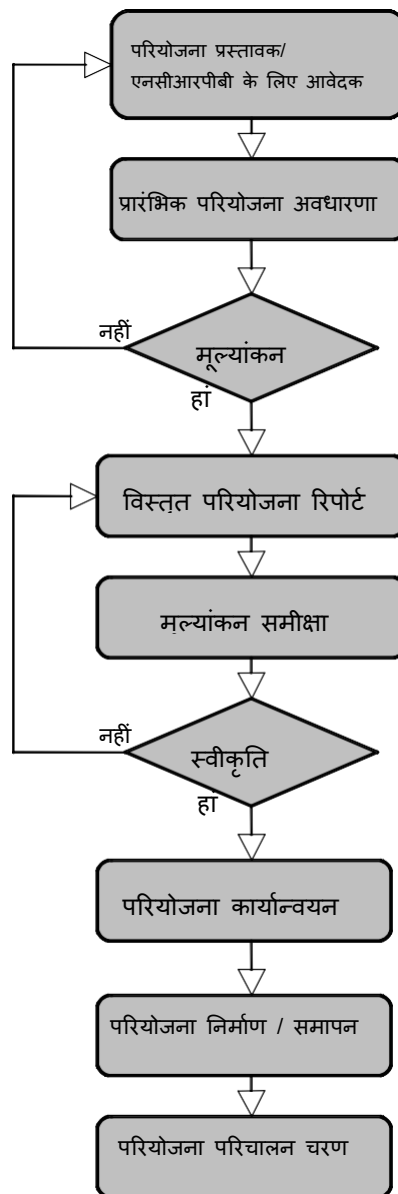 परियोजना प्रस्तावक/
एनसीआरपीबी के लिए आवेदक
प्रारंभिक परियोजना अवधारणा
नहीं
मूल्यांकन
हां
विस्तृत परियोजना रिपोर्ट
मूल्यांकन समीक्षा
नहीं
स्वीकृति
हां
परियोजना कार्यान्वयन
परियोजना निर्माण / समापन
परियोजना परिचालन चरण